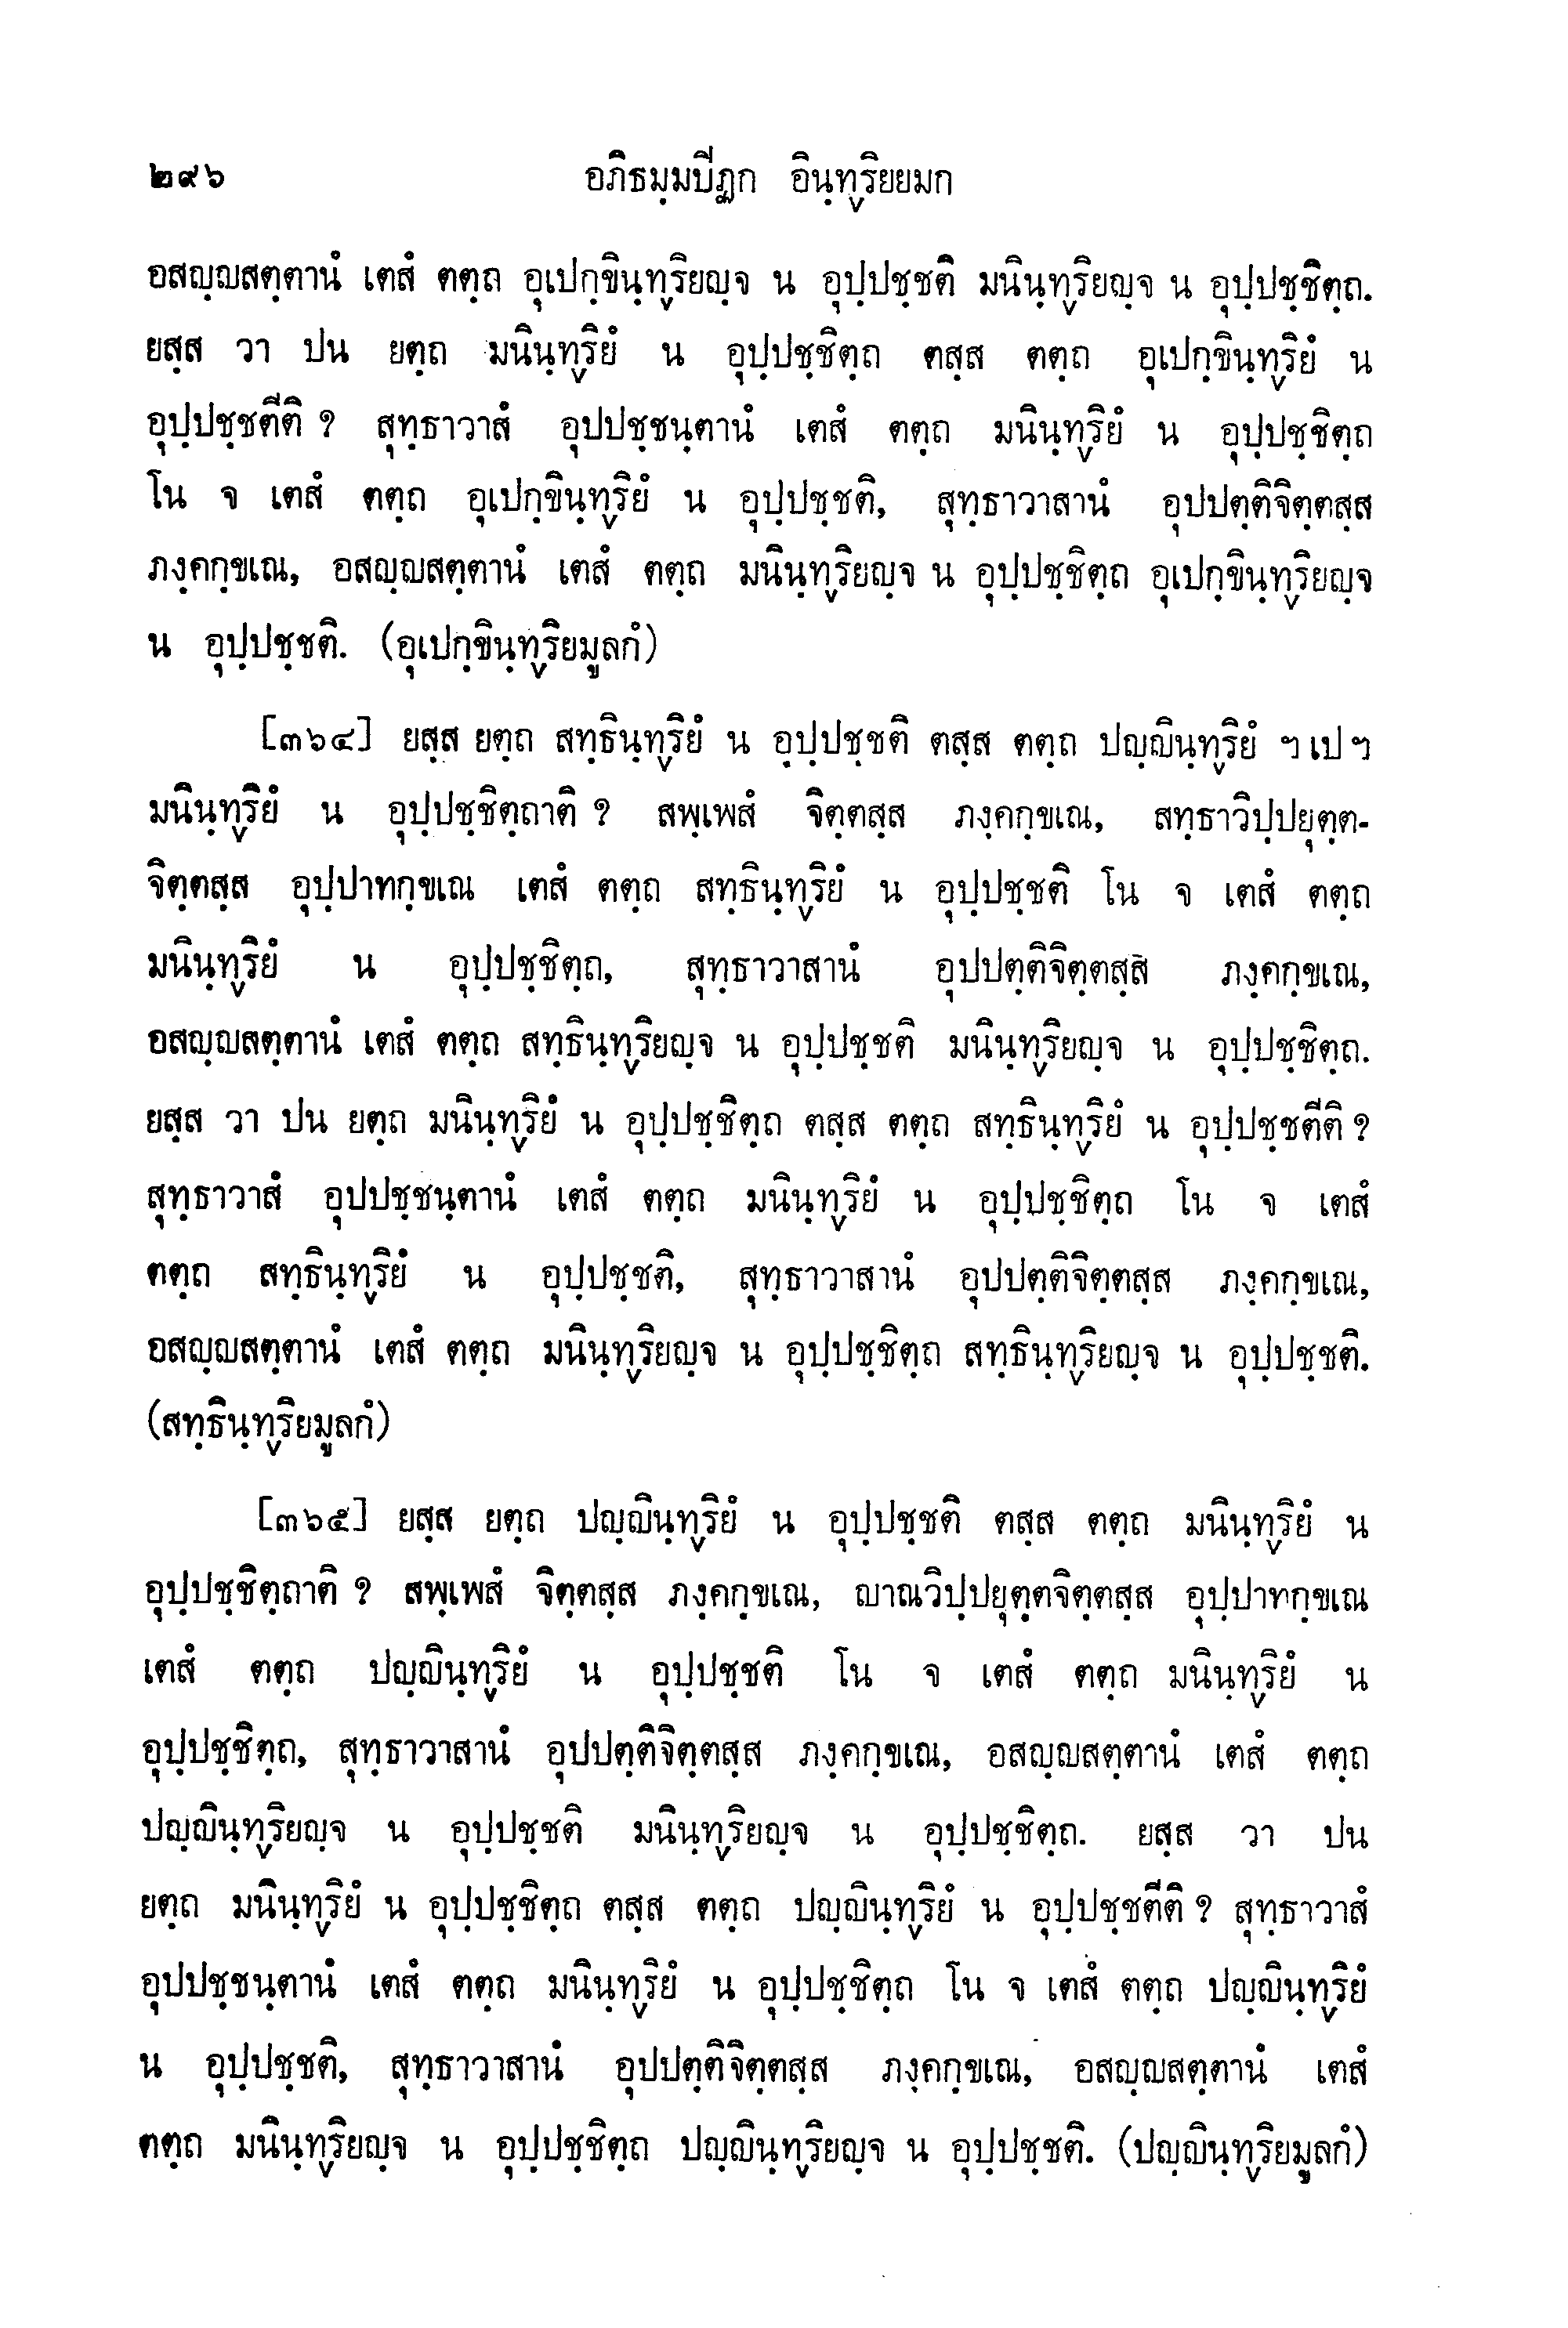 ๒๙๖ อภิธมฺมปีฏก อินฺทฺริยยมก
อสญฺญสตฺตานํ เตสํ ตตฺถ อุเปกฺขินฺทฺริยญฺจ น อุปฺปชฺชติ มนินฺทฺริยญฺจ น อุปฺปชฺชิตฺถ.
ยสฺส วา ปน ยตฺถ มนินฺทฺริยํ น อุปฺปชฺชิตฺถ ตสฺส ตตฺถ อุเปกฺขินฺทฺริยํ น
อุปฺปชฺชตีติ ? สุทฺธาวาสํ อุปปชฺชนฺตานํ เตสํ ตตฺถ มนินฺทฺริยํ น อุปฺปชฺชิตฺถ
โน จ เตสํ ตตฺถ อุเปกฺขินฺทฺริยํ น อุปฺปชฺชติ, สุทฺธาวาสานํ อุปปตฺติจิตฺตสฺส
ภงฺคกฺขเณ, อสญฺญสตฺตานํ เตสํ ตตฺถ มนินฺทฺริยญฺจ น อุปฺปชฺชิตฺถ อุเปกฺขินฺทฺริยญฺจ
น อุปฺปชฺชติ. (อุเปกฺขินฺทฺริยมูลกํ)
[๓๖๔] ยสฺส ยตฺถ สทฺธินฺทฺริยํ น อุปฺปชฺชติ ตสฺส ตตฺถ ปญฺญินฺทฺริยํ ฯ เป ฯ
มนินฺทฺริยํ น อุปฺปชฺชิตฺถาติ ? สพฺเพสํ จิตฺตสฺส ภงฺคกฺขเณ, สทฺธาวิปฺปยุตฺต-
จิตฺตสฺส อุปฺปาทกฺขเณ เตสํ ตตฺถ สทฺธินฺทฺริยํ น อุปฺปชฺชติ โน จ เตสํ ตตฺถ
มนินฺทฺริยํ น อุปฺปชฺชิตฺถ, สุทฺธาวาสานํ อุปปตฺติจิตฺตสฺส ภงฺคกฺขเณ,
อสญฺญสตฺตานํ เตสํ ตตฺถ สทฺธินฺทฺริยญฺจ น อุปฺปชฺชติ มนินฺทฺริยญฺจ น อุปฺปชฺชิตฺถ.
ยสฺส วา ปน ยตฺถ มนินฺทฺริยํ น อุปฺปชฺชิตฺถ ตสฺส ตตฺถ สทฺธินฺทฺริยํ น อุปฺปชฺชตีติ ?
สุทฺธาวาสํ อุปปชฺชนฺตานํ เตสํ ตตฺถ มนินฺทฺริยํ น อุปฺปชฺชิตฺถ โน จ เตสํ
ตตฺถ สทฺธินฺทฺริยํ น อุปฺปชฺชติ, สุทฺธาวาสานํ อุปปตฺติจิตฺตสฺส ภงฺคกฺขเณ,
อสญฺญสตฺตานํ เตสํ ตตฺถ มนินฺทฺริยญฺจ น อุปฺปชฺชิตฺถ สทฺธินฺทฺริยญฺจ น อุปฺปชฺชติ.
(สทฺธินฺทฺริยมูลกํ)
[๓๖๕] ยสฺส ยตฺถ ปญฺญินฺทฺริยํ น อุปฺปชฺชติ ตสฺส ตตฺถ มนินฺทฺริยํ น
อุปฺปชฺชิตฺถาติ ? สพฺเพสํ จิตฺตสฺส ภงฺคกฺขเณ, ญาณวิปฺปยุตฺตจิตฺตสฺส อุปฺปาทกฺขเณ
เตสํ ตตฺถ ปญฺญินฺทฺริยํ น อุปฺปชฺชติ โน จ เตสํ ตตฺถ มนินฺทฺริยํ น
อุปฺปชฺชิตฺถ, สุทฺธาวาสานํ อุปปตฺติจิตฺตสฺส ภงฺคกฺขเณ, อสญฺญสตฺตานํ เตสํ ตตฺถ
ปญฺญินฺทฺริยญฺจ น อุปฺปชฺชติ มนินฺทฺริยญฺจ น อุปฺปชฺชิตฺถ. ยสฺส วา ปน
ยตฺถ มนินฺทฺริยํ น อุปฺปชฺชิตฺถ ตสฺส ตตฺถ ปญฺญินฺทฺริยํ น อุปฺปชฺชตีติ ? สุทฺธาวาสํ
อุปปชฺชนฺตานํ เตสํ ตตฺถ มนินฺทฺริยํ น อุปฺปชฺชิตฺถ โน จ เตสํ ตตฺถ ปญฺญินฺทฺริยํ
น อุปฺปชฺชติ, สุทฺธาวาสานํ อุปปตฺติจิตฺตสฺส ภงฺคกฺขเณ, อสญฺญสตฺตานํ เตสํ
ตตฺถ มนินฺทฺริยญฺจ น อุปฺปชฺชิตฺถ ปญฺญินฺทฺริยญฺจ น อุปฺปชฺชติ. (ปญฺญินฺทฺริยมูลกํ)